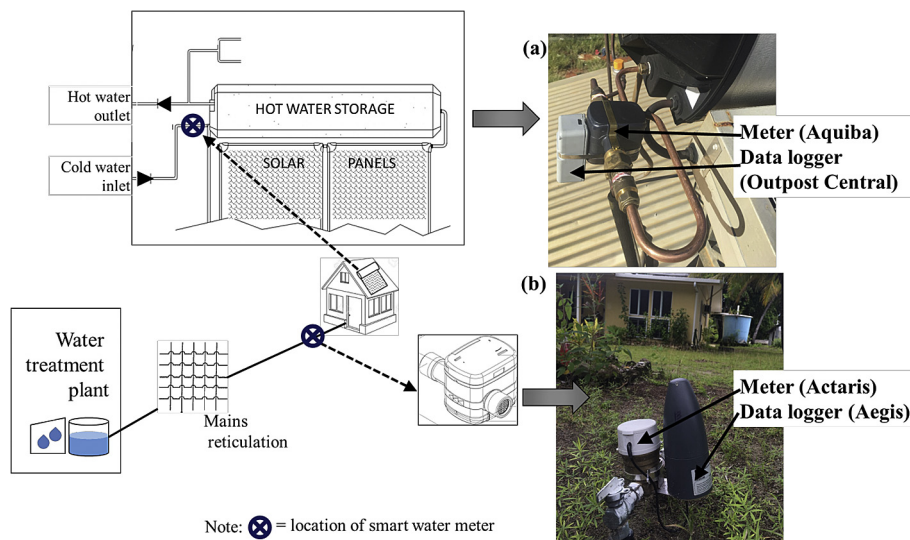 (a)
Hot water
outlet
HOT WATER STORAGE
Cold water
inlet
SOLAR PANELS
Meter (Aquiba)
Data logger
(Outpost Central)
(b)
Water
treatment
plant
Mains
reticulation
Meter (Actaris)
Data logger (Aegis)
Note: = location of smart water meter